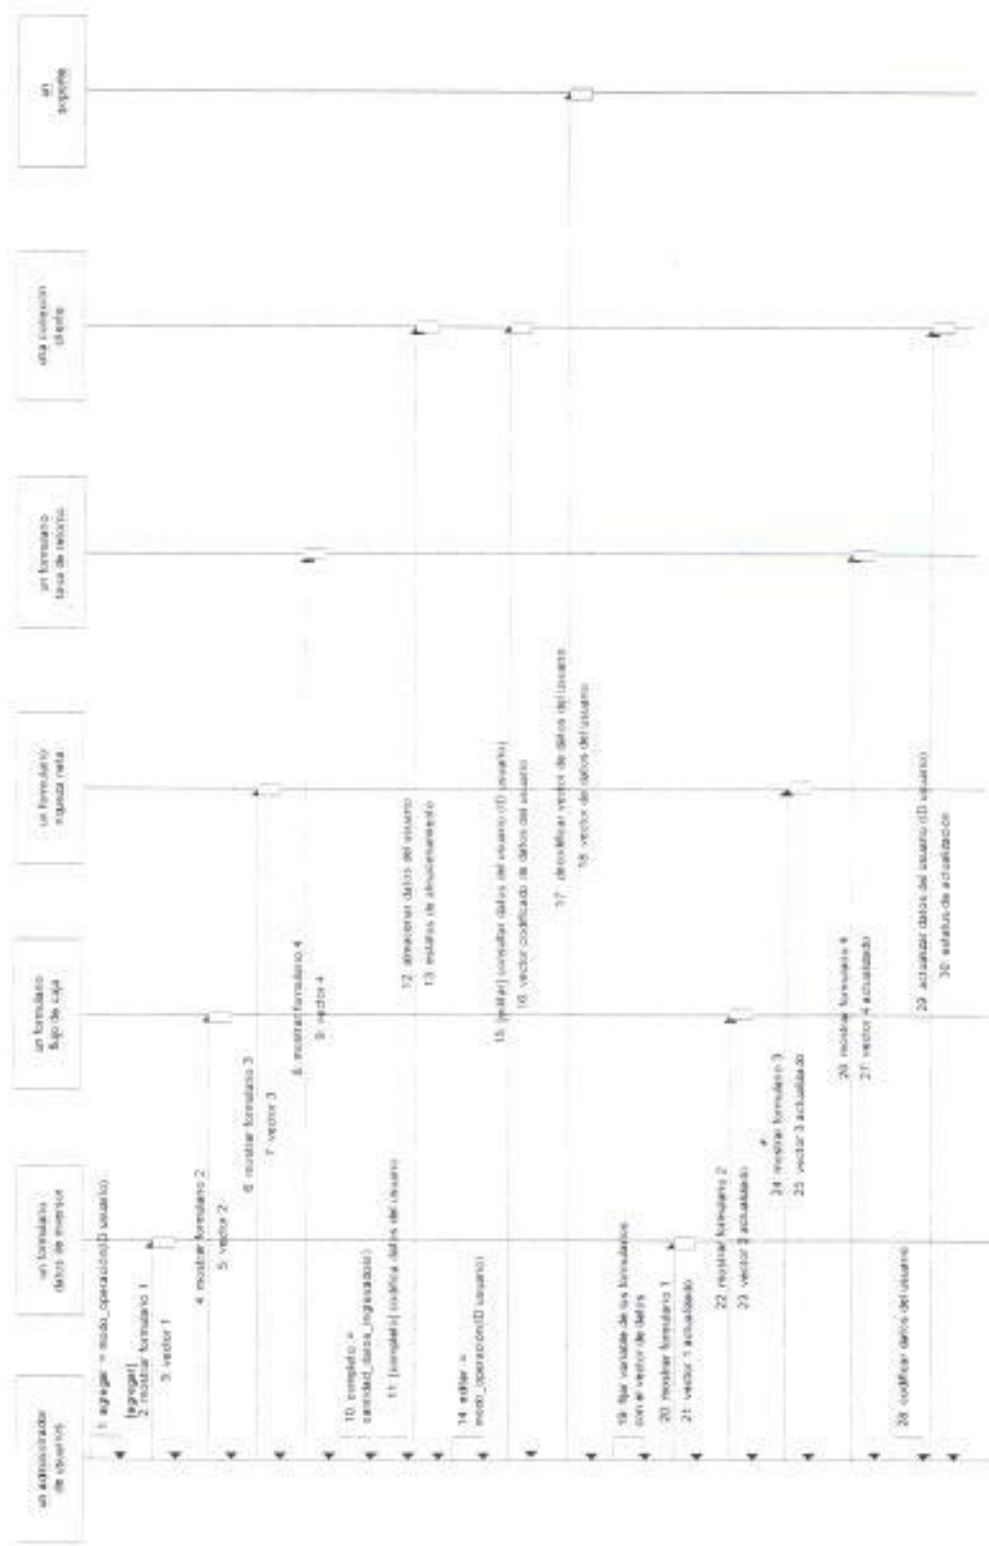 un administrador
de usuarios
un formulario
datos de inversor
un formulario
flujo de caja
un formulario
riqueza neta
un formulario
tasa de retorno
una conexión
cliente
un
soporte
1: agregar = modo_operacion(ID usuario)
[agregar]
2: mostrar formulario 1
3: vector 1
4: mostrar formulario 2
5: vector 2
6: mostrar formulario 3
7: vector 3
8: mostrar formulario 4
9: vector 4
10: completo =
cantidad_datos_ingresados()
11: [completo] codifica datos del usuario
12: almacenar datos del usuario
13: estatus de almacenamiento
14: editar =
modo_operacion(ID usuario)
15: [editar] consultar datos del usuario (ID usuario)
16: vector codificado de datos del usuario
17: decodificar vector de datos del usuario
18: vector de datos del usuario
19: fijar variable de los formularios
con el vector de datos
20: mostrar formulario 1
21: vector 1 actualizado
22: mostrar formulario 2
23: vector 2 actualizado
24: mostrar formulario 3
25: vector 3 actualizado
26: mostrar formulario 4
27: vector 4 actualizado
28: codificar datos del usuario
29: actualizar datos del usuario (ID usuario)
30: estatus de actualización